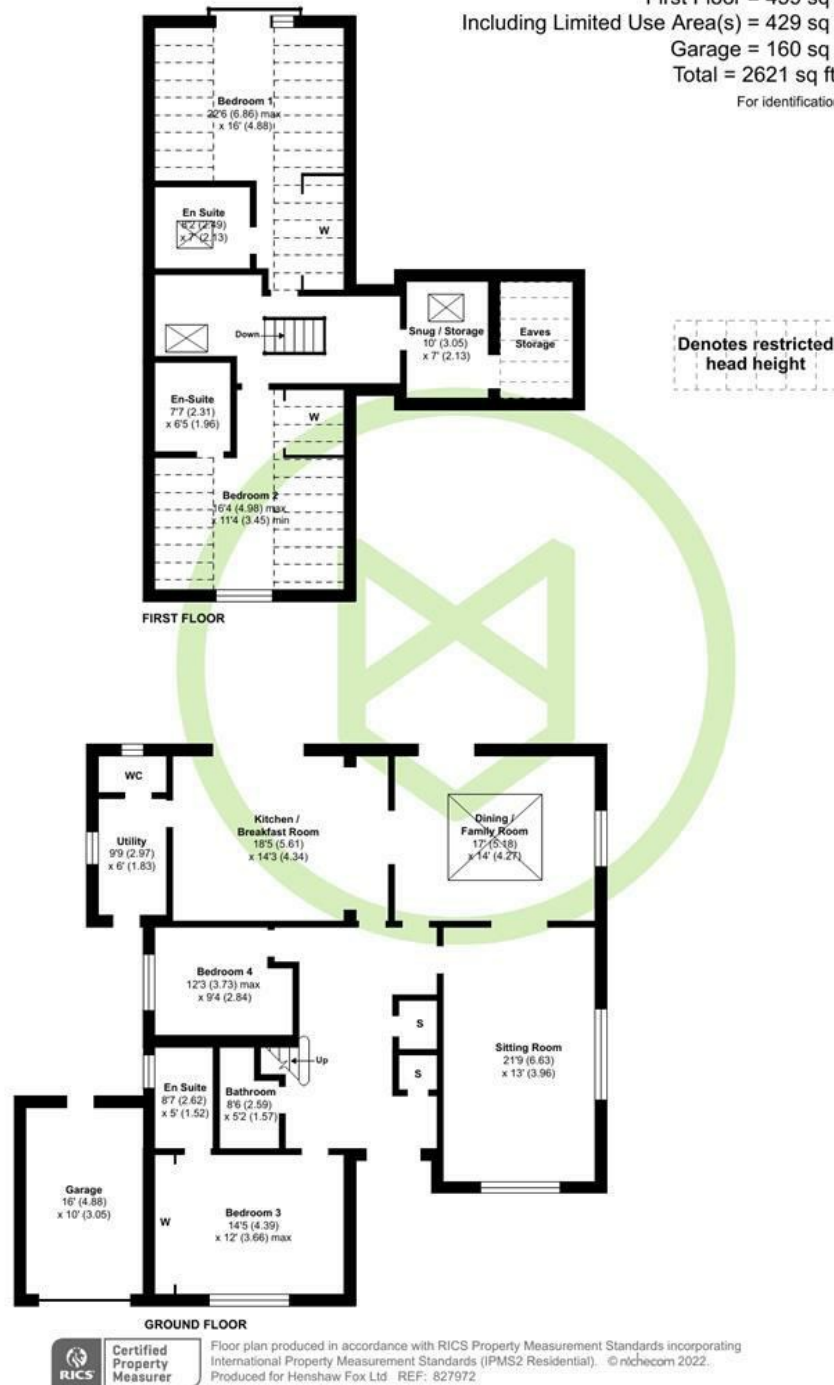 First Floor = 459 sq
Including Limited Use Area(s) = 429 sq
Garage = 160 sq
Total = 2621 sq ft
For identification
Bedroom 1
22'6 (6.86) max
x 16' (4.88)
En Suite
8'2 (2.49)
x 7' (2.13)
W
Down
Snug / Storage
10' (3.05)
x 7' (2.13)
Eaves
Storage
Denotes restricted
head height
En-Suite
7'7 (2.31)
x 6'5 (1.96)
W
Bedroom 2
16'4 (4.98) max
x 11'4 (3.45) min
FIRST FLOOR
WC
Utility
9'9 (2.97)
x 6' (1.83)
Kitchen /
Breakfast Room
18'5 (5.61)
x 14'3 (4.34)
Dining /
Family Room
17' (5.18)
x 14' (4.27)
Bedroom 4
12'3 (3.73) max
x 9'4 (2.84)
S
S
Sitting Room
21'9 (6.63)
x 13' (3.96)
Up
En Suite
8'7 (2.62)
x 5' (1.52)
Bathroom
8'6 (2.59)
x 5'2 (1.57)
Garage
16' (4.88)
x 10' (3.05)
W
Bedroom 3
14'5 (4.39)
x 12' (3.66) max
GROUND FLOOR
RICS
Certified
Property
Measurer
Floor plan produced in accordance with RICS Property Measurement Standards incorporating
International Property Measurement Standards (IPMS2 Residential). © nichecom 2022.
Produced for Henshaw Fox Ltd REF: 827972